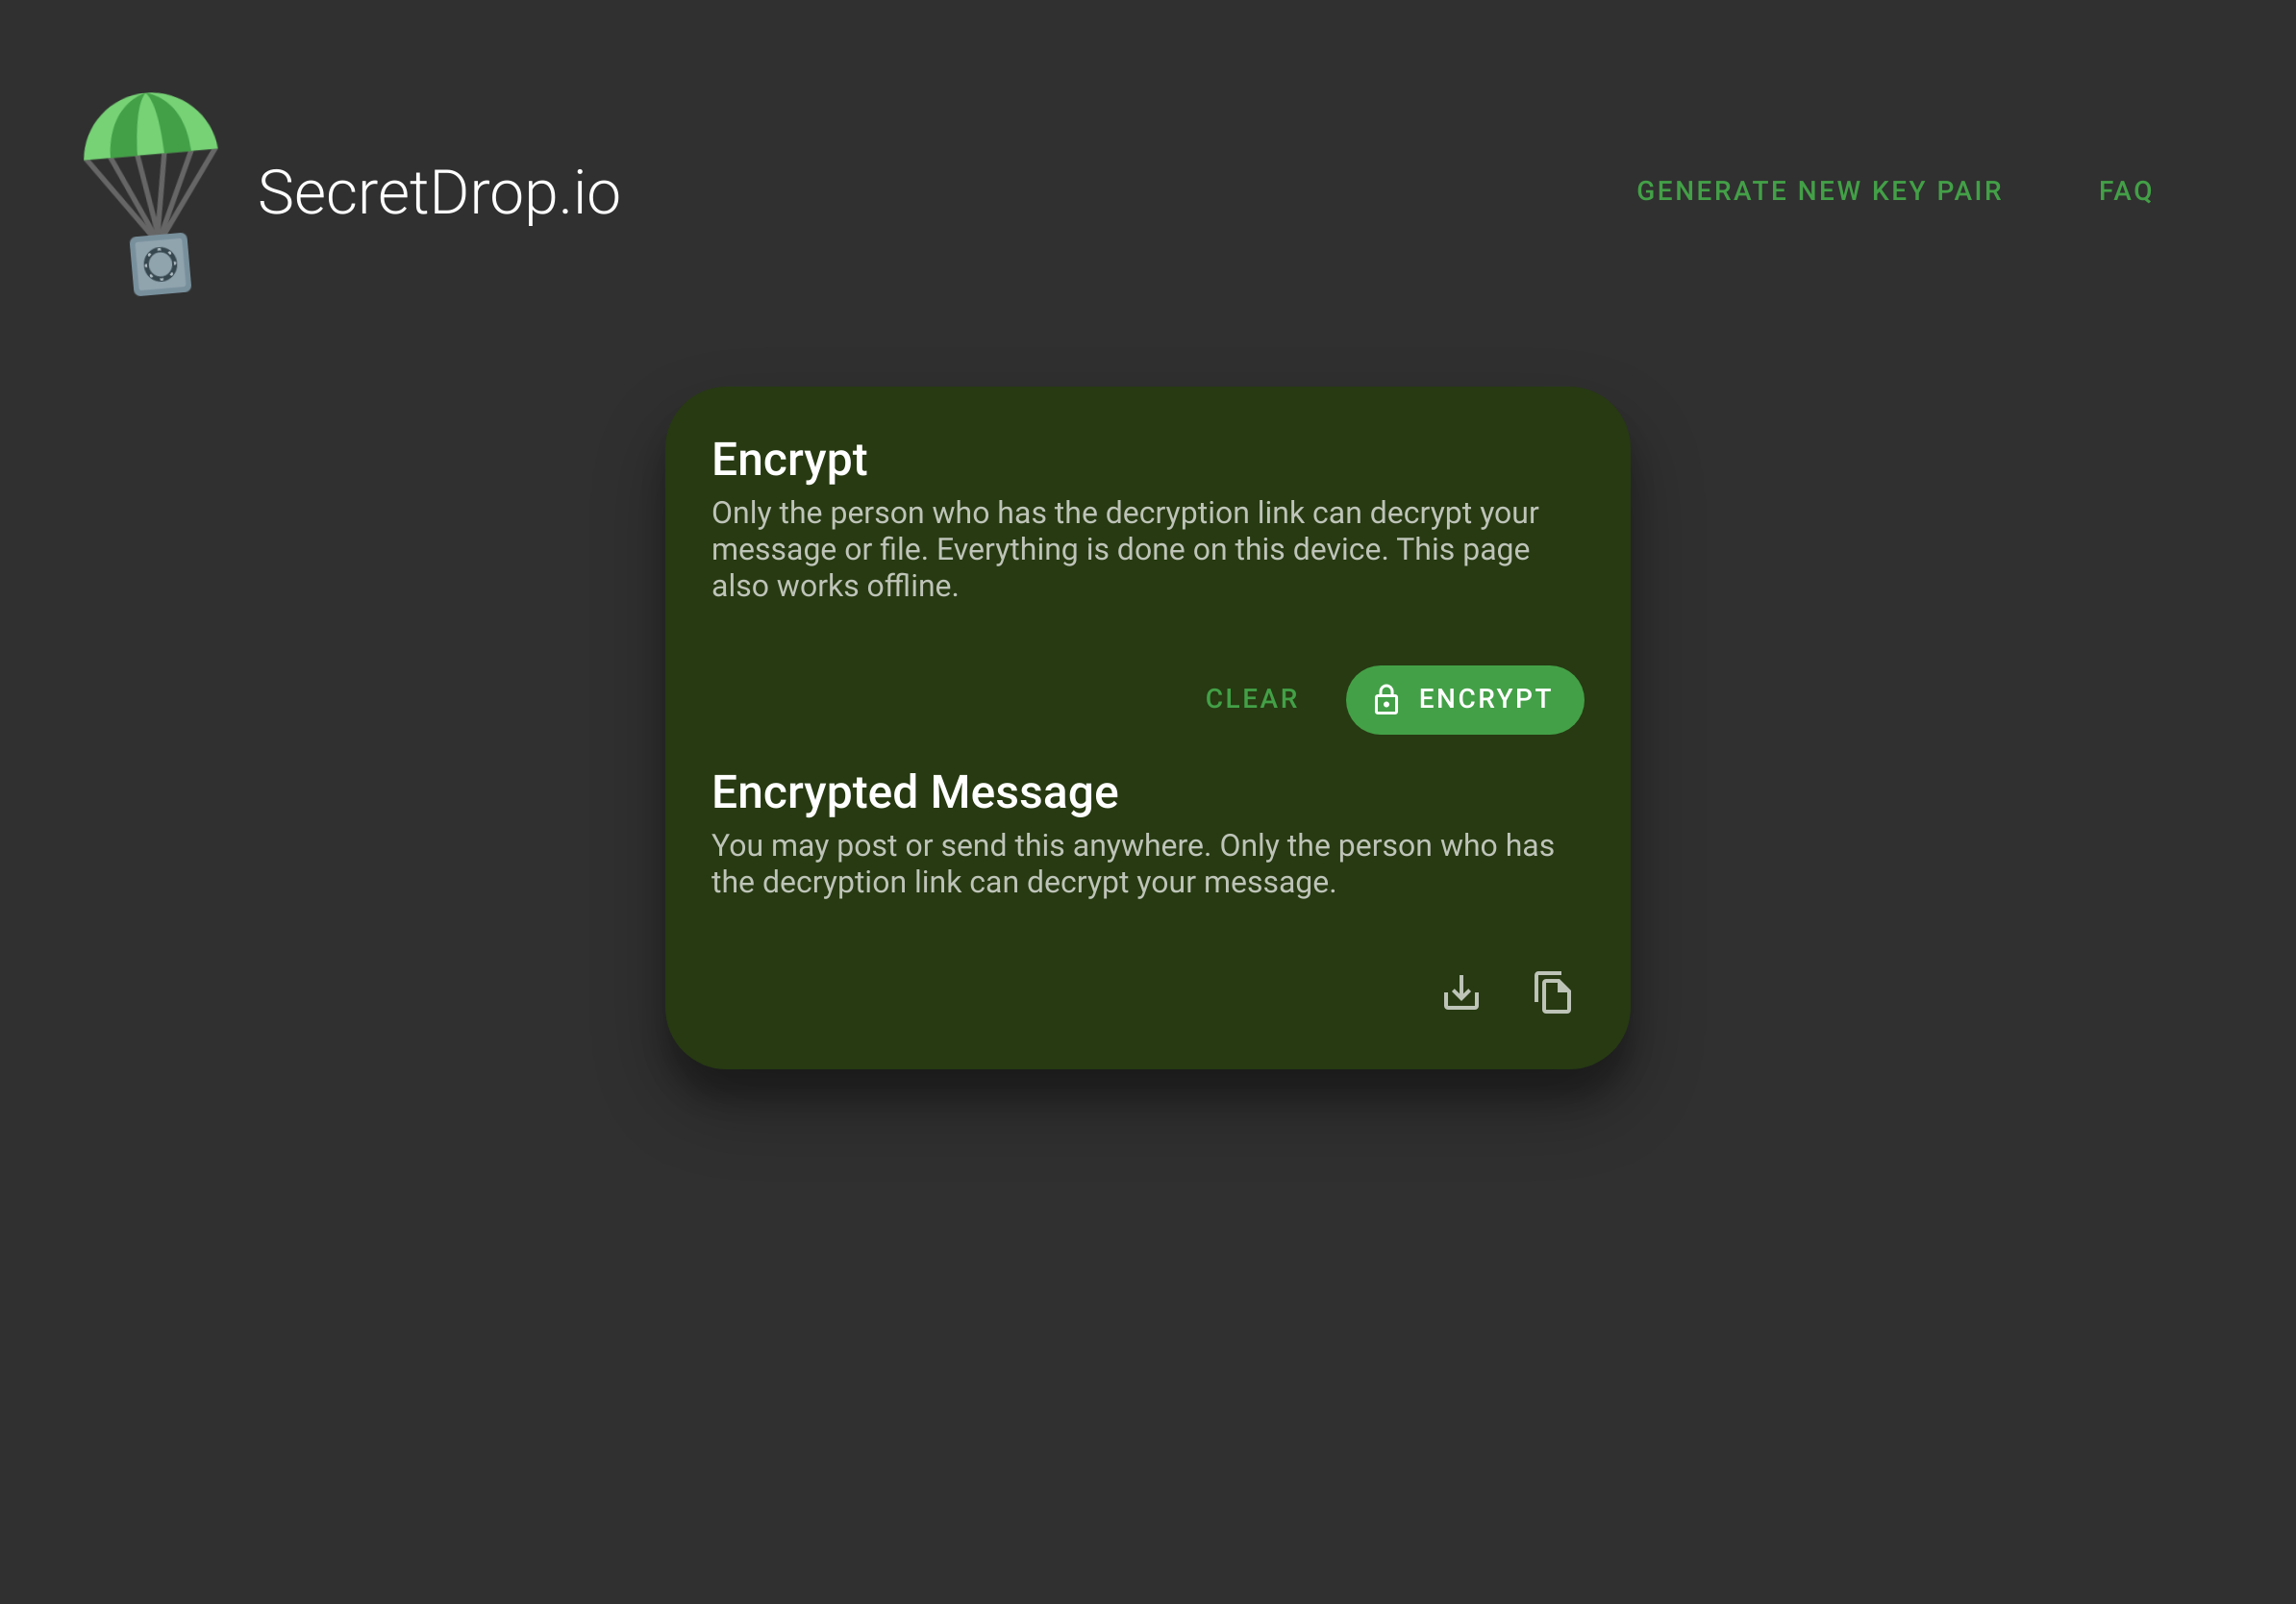 SecretDrop.io
GENERATE NEW KEY PAIR
FAQ
Encrypt
Only the person who has the decryption link can decrypt your
message or file. Everything is done on this device. This page
also works offline.
CLEAR
ENCRYPT
Encrypted Message
You may post or send this anywhere. Only the person who has
the decryption link can decrypt your message.